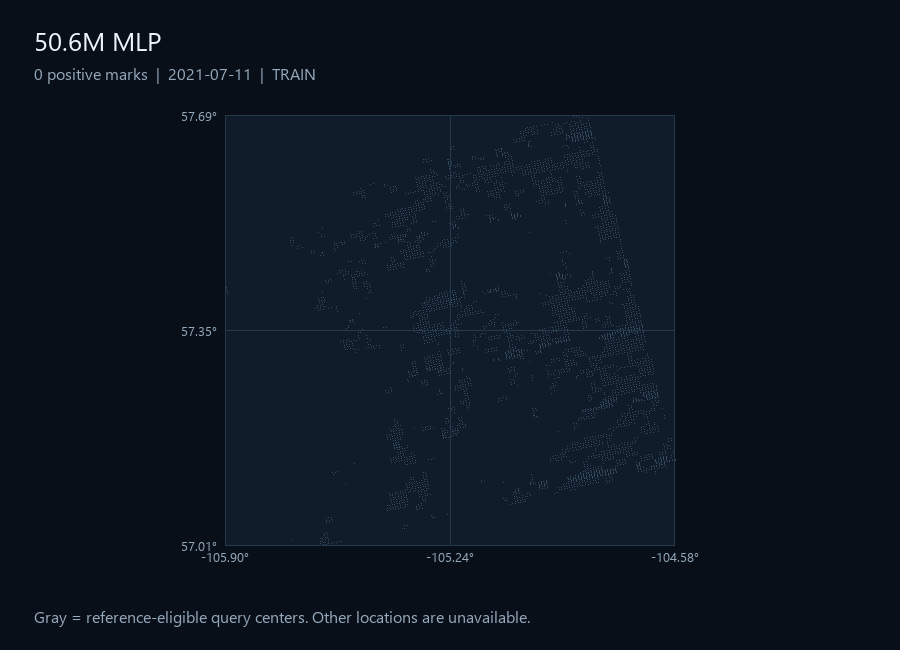 50.6M MLP
0 positive marks | 2021-07-11 | TRAIN
57.69°
57.35°
57.01°
-105.90°
-105.24°
-104.58°
Gray = reference-eligible query centers. Other locations are unavailable.